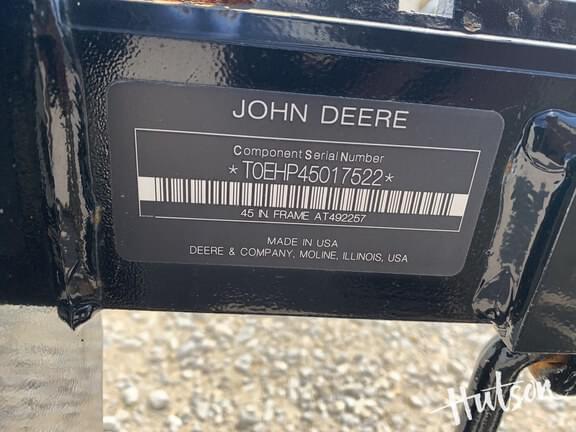 JOHN DEERE
Component Serial Number
*T0EHP45017522*
45 IN. FRAME AT492257
MADE IN USA
DEERE & COMPANY, MOLINE, ILLINOIS, USA
Hutson